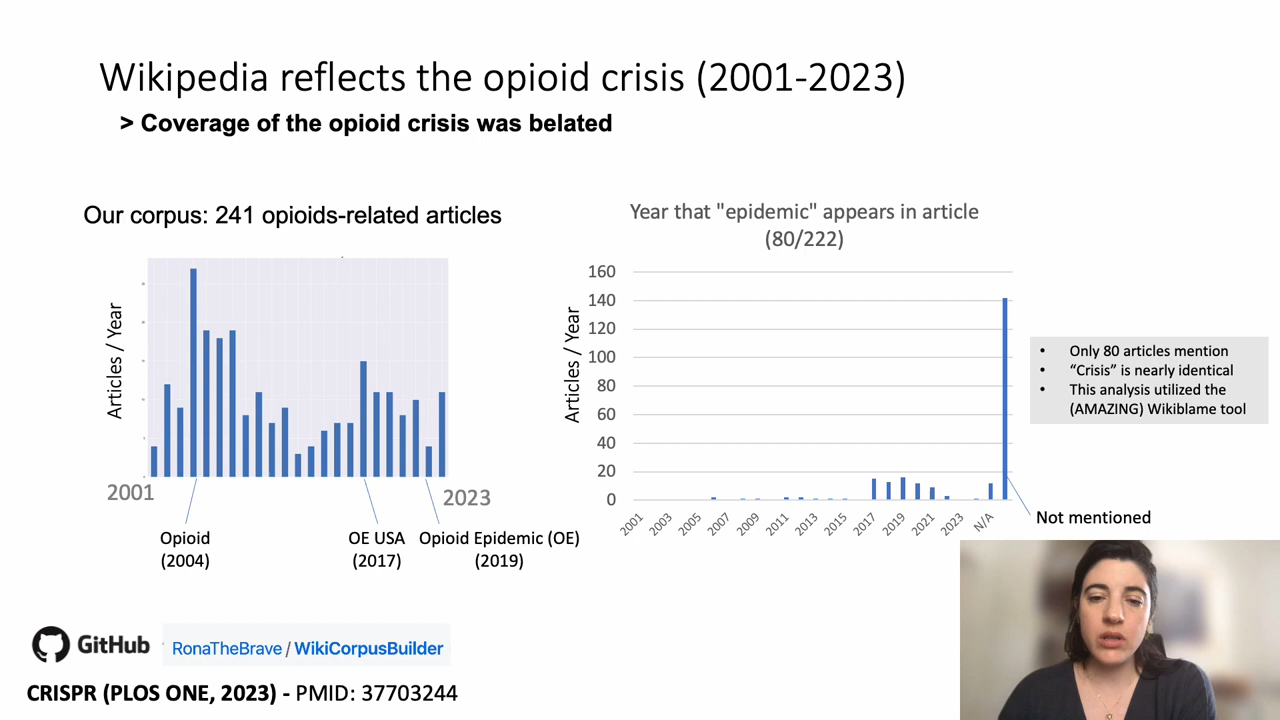 Wikipedia reflects the opioid crisis (2001-2023)
> Coverage of the opioid crisis was belated
Our corpus: 241 opioids-related articles
Articles / Year
2001
2023
Opioid
(2004)
OE USA
(2017)
Opioid Epidemic (OE)
(2019)
Year that "epidemic" appears in article
(80/222)
Articles / Year
160
140
120
100
80
60
40
20
0
2001
2003
2005
2007
2009
2011
2013
2015
2017
2019
2021
2023
N/A
Not mentioned
• Only 80 articles mention
• “Crisis” is nearly identical
• This analysis utilized the
(AMAZING) Wikiblame tool
GitHub
RonaTheBrave / WikiCorpusBuilder
CRISPR (PLOS ONE, 2023) - PMID: 37703244